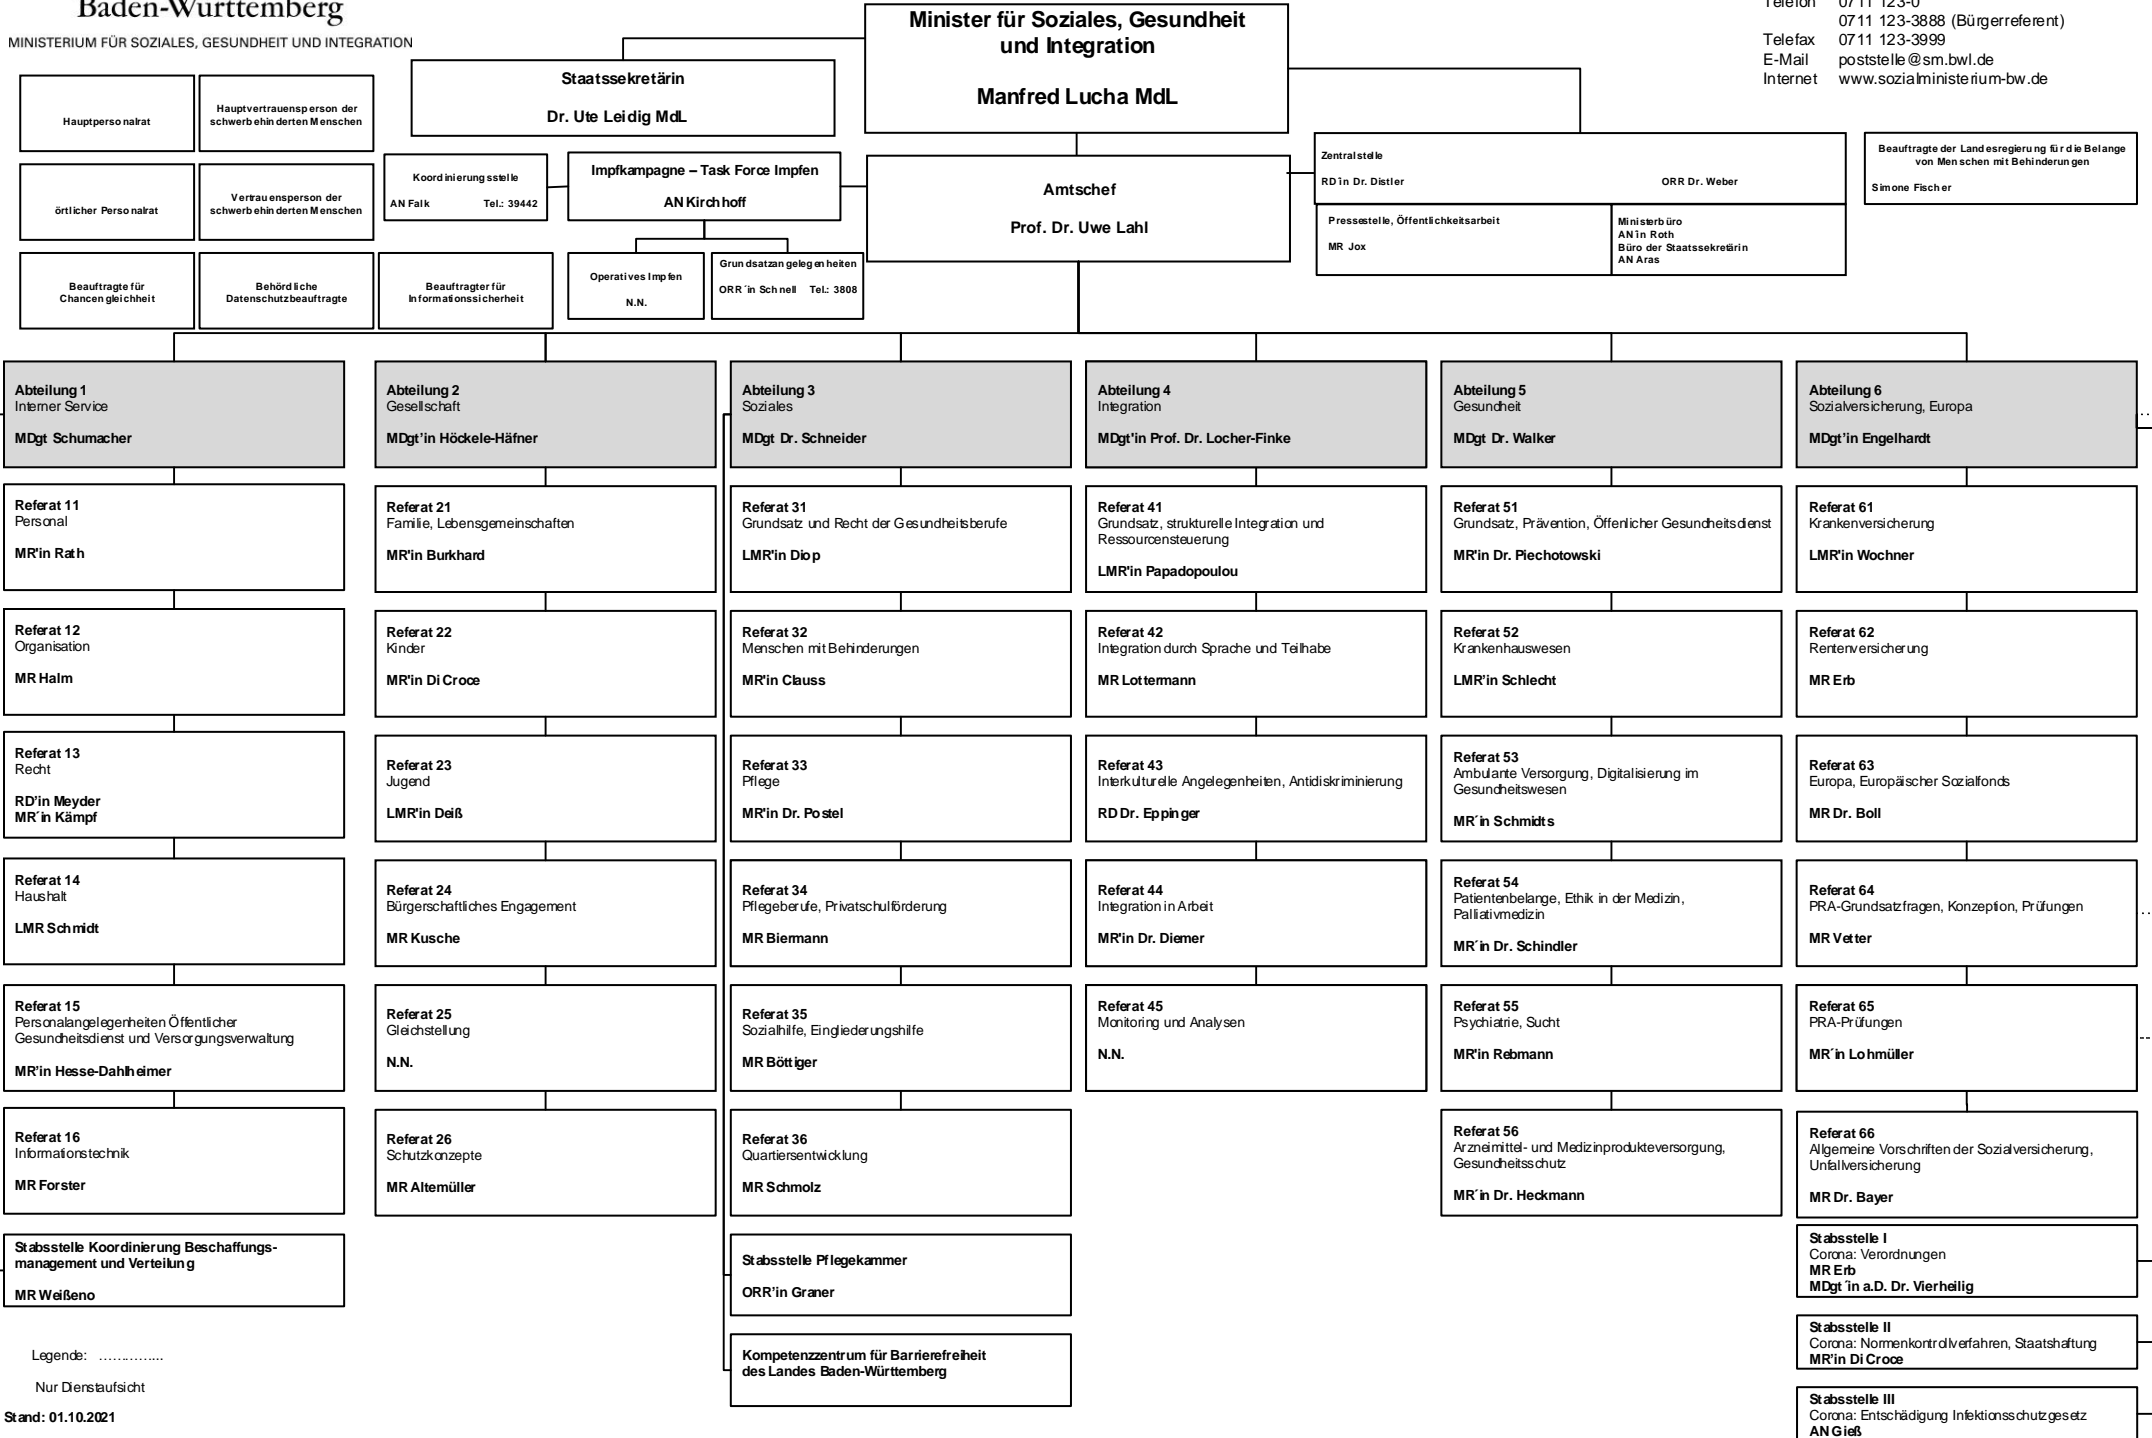 Baden-Württemberg
MINISTERIUM FÜR SOZIALES, GESUNDHEIT UND INTEGRATION
Minister für Soziales, Gesundheit
und Integration
Manfred Lucha MdL
Telefon 0711 123-0
0711 123-3888 (Bürgerreferent)
Telefax 0711 123-3999
E-Mail poststelle@sm.bwl.de
Internet www.sozialministerium-bw.de
Staatssekretärin
Dr. Ute Leidig MdL
Hauptpersonalrat
Hauptvertrauensperson der
schwerbehinderten Menschen
örtlicher Personalrat
Vertrauensperson der
schwerbehinderten Menschen
Beauftragte für
Chancengleichheit
Behördliche
Datenschutzbeauftragte
Beauftragter für
Informationssicherheit
Koordinierungsstelle
AN Falk Tel.: 39442
Impfkampagne – Task Force Impfen
AN Kirchhoff
Operatives Impfen
N.N.
Grundsatzangelegenheiten
ORR´in Schnell Tel.: 3808
Amtschef
Prof. Dr. Uwe Lahl
Zentralstelle
RD´in Dr. Distler ORR Dr. Weber
Pressestelle, Öffentlichkeitsarbeit
MR Jox
Ministerbüro
AN´in Roth
Büro der Staatssekretärin
AN Aras
Beauftragte der Landesregierung für die Belange
von Menschen mit Behinderungen
Simone Fischer
Abteilung 1
Interner Service
MDgt Schumacher
Referat 11
Personal
MR'in Rath
Referat 12
Organisation
MR Halm
Referat 13
Recht
RD’in Meyder
MR´in Kämpf
Referat 14
Haushalt
LMR Schmidt
Referat 15
Personalangelegenheiten Öffentlicher
Gesundheitsdienst und Versorgungsverwaltung
MR’in Hesse-Dahlheimer
Referat 16
Informationstechnik
MR Forster
Stabsstelle Koordinierung Beschaffungs-
management und Verteilung
MR Weißeno
Abteilung 2
Gesellschaft
MDgt’in Höckele-Häfner
Referat 21
Familie, Lebensgemeinschaften
MR'in Burkhard
Referat 22
Kinder
MR'in Di Croce
Referat 23
Jugend
LMR'in Deiß
Referat 24
Bürgerschaftliches Engagement
MR Kusche
Referat 25
Gleichstellung
N.N.
Referat 26
Schutzkonzepte
MR Altemüller
Abteilung 3
Soziales
MDgt Dr. Schneider
Referat 31
Grundsatz und Recht der Gesundheitsberufe
LMR'in Diop
Referat 32
Menschen mit Behinderungen
MR'in Clauss
Referat 33
Pflege
MR'in Dr. Postel
Referat 34
Pflegeberufe, Privatschulförderung
MR Biermann
Referat 35
Sozialhilfe, Eingliederungshilfe
MR Böttiger
Referat 36
Quartiersentwicklung
MR Schmolz
Stabsstelle Pflegekammer
ORR’in Graner
Kompetenzzentrum für Barrierefreiheit
des Landes Baden-Württemberg
Abteilung 4
Integration
MDgt'in Prof. Dr. Locher-Finke
Referat 41
Grundsatz, strukturelle Integration und
Ressourcensteuerung
LMR'in Papadopoulou
Referat 42
Integration durch Sprache und Teilhabe
MR Lottermann
Referat 43
Interkulturelle Angelegenheiten, Antidiskriminierung
RD Dr. Eppinger
Referat 44
Integration in Arbeit
MR'in Dr. Diemer
Referat 45
Monitoring und Analysen
N.N.
Abteilung 5
Gesundheit
MDgt Dr. Walker
Referat 51
Grundsatz, Prävention, Öffenlicher Gesundheitsdienst
MR'in Dr. Piechotowski
Referat 52
Krankenhauswesen
LMR’in Schlecht
Referat 53
Ambulante Versorgung, Digitalisierung im
Gesundheitswesen
MR´in Schmidts
Referat 54
Patientenbelange, Ethik in der Medizin,
Palliativmedizin
MR´in Dr. Schindler
Referat 55
Psychiatrie, Sucht
MR'in Rebmann
Referat 56
Arzneimittel- und Medizinprodukteversorgung,
Gesundheitsschutz
MR´in Dr. Heckmann
Abteilung 6
Sozialversicherung, Europa
MDgt’in Engelhardt
Referat 61
Krankenversicherung
LMR'in Wochner
Referat 62
Rentenversicherung
MR Erb
Referat 63
Europa, Europäischer Sozialfonds
MR Dr. Boll
Referat 64
PRA-Grundsatzfragen, Konzeption, Prüfungen
MR Vetter
Referat 65
PRA-Prüfungen
MR´in Lohmüller
Referat 66
Allgemeine Vorschriften der Sozialversicherung,
Unfallversicherung
MR Dr. Bayer
Stabsstelle I
Corona: Verordnungen
MR Erb
MDgt´in a.D. Dr. Vierheilig
Stabsstelle II
Corona: Normenkontrollverfahren, Staatshaftung
MR’in Di Croce
Stabsstelle III
Corona: Entschädigung Infektionsschutzgesetz
AN Gieß
Legende: ..............
Nur Dienstaufsicht
Stand: 01.10.2021